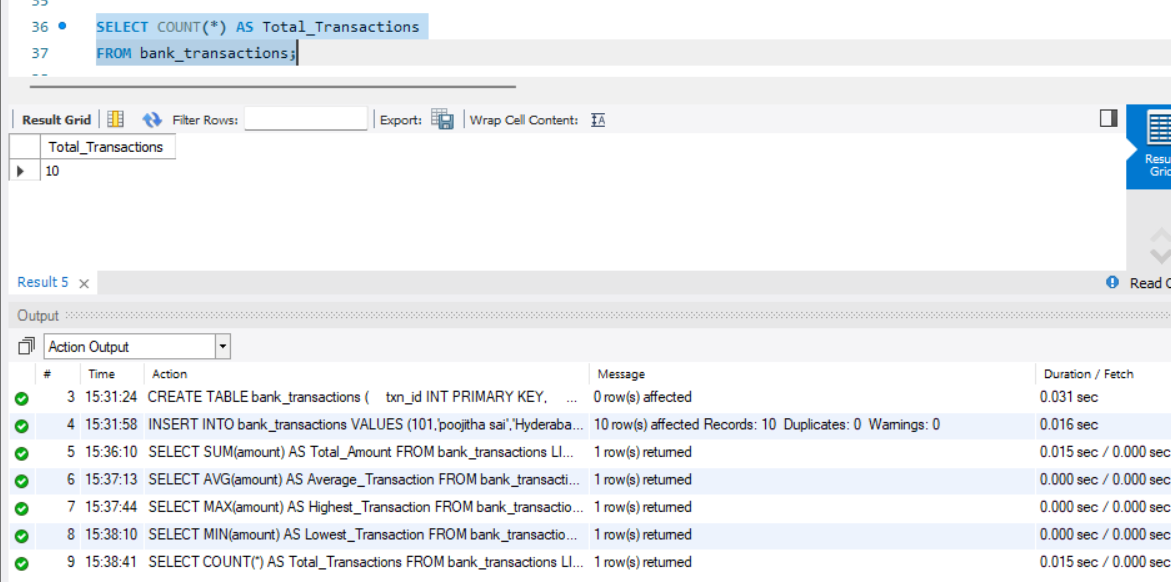 35
36 SELECT COUNT(*) AS Total_Transactions
37 FROM bank_transactions;
Result Grid Filter Rows: Export: Wrap Cell Content:
Total_Transactions
10
Resu
Grid
Result 5 Read O
Output
Action Output
# Time Action Message Duration / Fetch
3 15:31:24 CREATE TABLE bank_transactions ( txn_id INT PRIMARY KEY, ... 0 row(s) affected 0.031 sec
4 15:31:58 INSERT INTO bank_transactions VALUES (101,'poojitha sai','Hyderaba... 10 row(s) affected Records: 10 Duplicates: 0 Warnings: 0 0.016 sec
5 15:36:10 SELECT SUM(amount) AS Total_Amount FROM bank_transactions LI... 1 row(s) returned 0.015 sec / 0.000 sec
6 15:37:13 SELECT AVG(amount) AS Average_Transaction FROM bank_transacti... 1 row(s) returned 0.000 sec / 0.000 sec
7 15:37:44 SELECT MAX(amount) AS Highest_Transaction FROM bank_transactio... 1 row(s) returned 0.000 sec / 0.000 sec
8 15:38:10 SELECT MIN(amount) AS Lowest_Transaction FROM bank_transactio... 1 row(s) returned 0.000 sec / 0.000 sec
9 15:38:41 SELECT COUNT(*) AS Total_Transactions FROM bank_transactions LI... 1 row(s) returned 0.015 sec / 0.000 sec